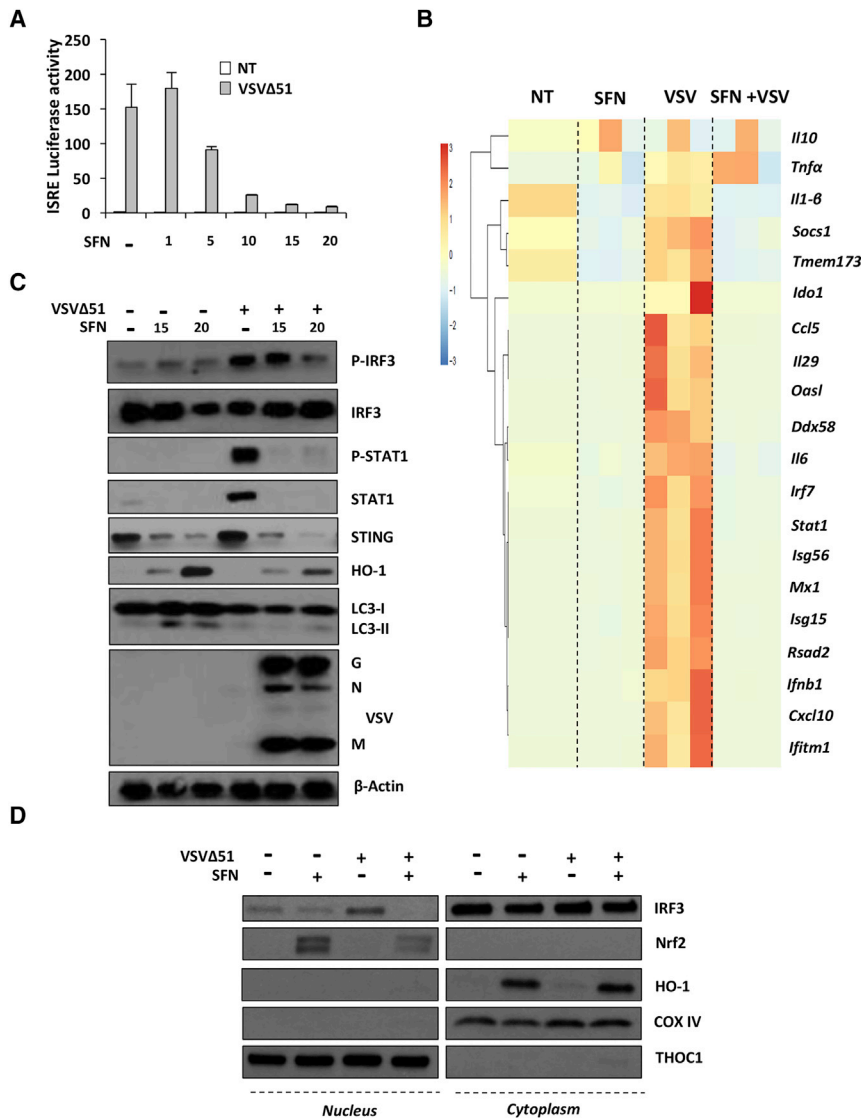 A
ISRE Luciferase activity
250
200
150
100
50
0
NT
VSVΔ51
SFN - 1 5 10 15 20
B
NT SFN VSV SFN +VSV
3
2
1
0
-1
-2
-3
Il10
Tnfα
Il1-β
Socs1
Tmem173
Ido1
Ccl5
Il29
Oasl
Ddx58
Il6
Irf7
Stat1
Isg56
Mx1
Isg15
Rsad2
Ifnb1
Cxcl10
Ifitm1
C
VSVΔ51 - - - + + +
SFN - 15 20 - 15 20
P-IRF3
IRF3
P-STAT1
STAT1
STING
HO-1
LC3-I
LC3-II
G
N
VSV
M
β-Actin
D
VSVΔ51 - - + + - - + +
SFN - + - + - + - +
IRF3
Nrf2
HO-1
COX IV
THOC1
Nucleus Cytoplasm